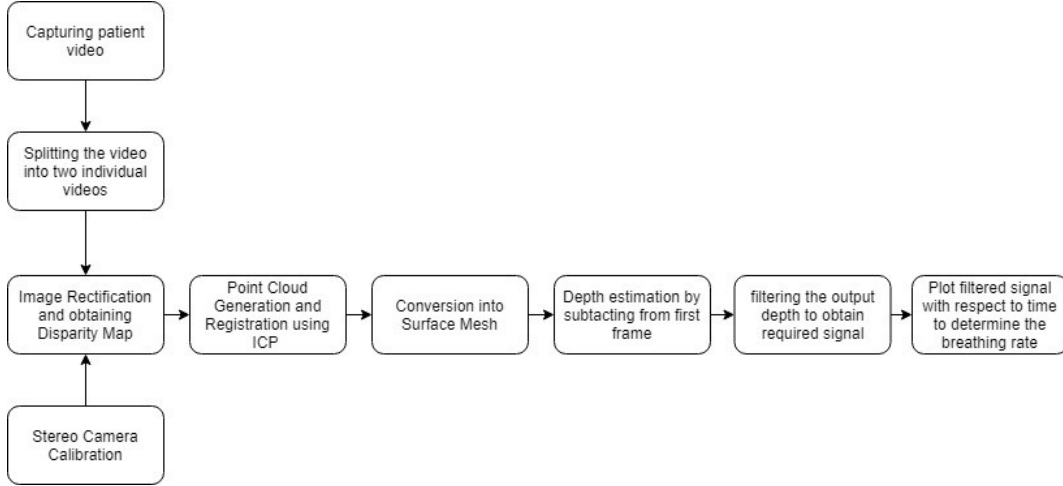 Capturing patient
video
Splitting the video
into two individual
videos
Image Rectification
and obtaining
Disparity Map
Point Cloud
Generation and
Registration using
ICP
Conversion into
Surface Mesh
Depth estimation by
subtacting from first
frame
filtering the output
depth to obtain
required signal
Plot filtered signal
with respect to time
to determine the
breathing rate
Stereo Camera
Calibration